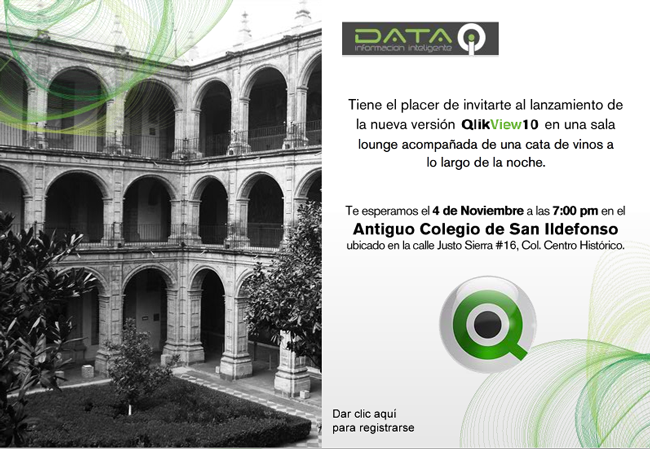 DATA IQ
información inteligente
Tiene el placer de invitarte al lanzamiento de
la nueva versión QlikView10 en una sala
lounge acompañada de una cata de vinos a
lo largo de la noche.
Te esperamos el 4 de Noviembre a las 7:00 pm en el
Antiguo Colegio de San Ildefonso
ubicado en la calle Justo Sierra #16, Col. Centro Histórico.
Dar clic aquí
para registrarse